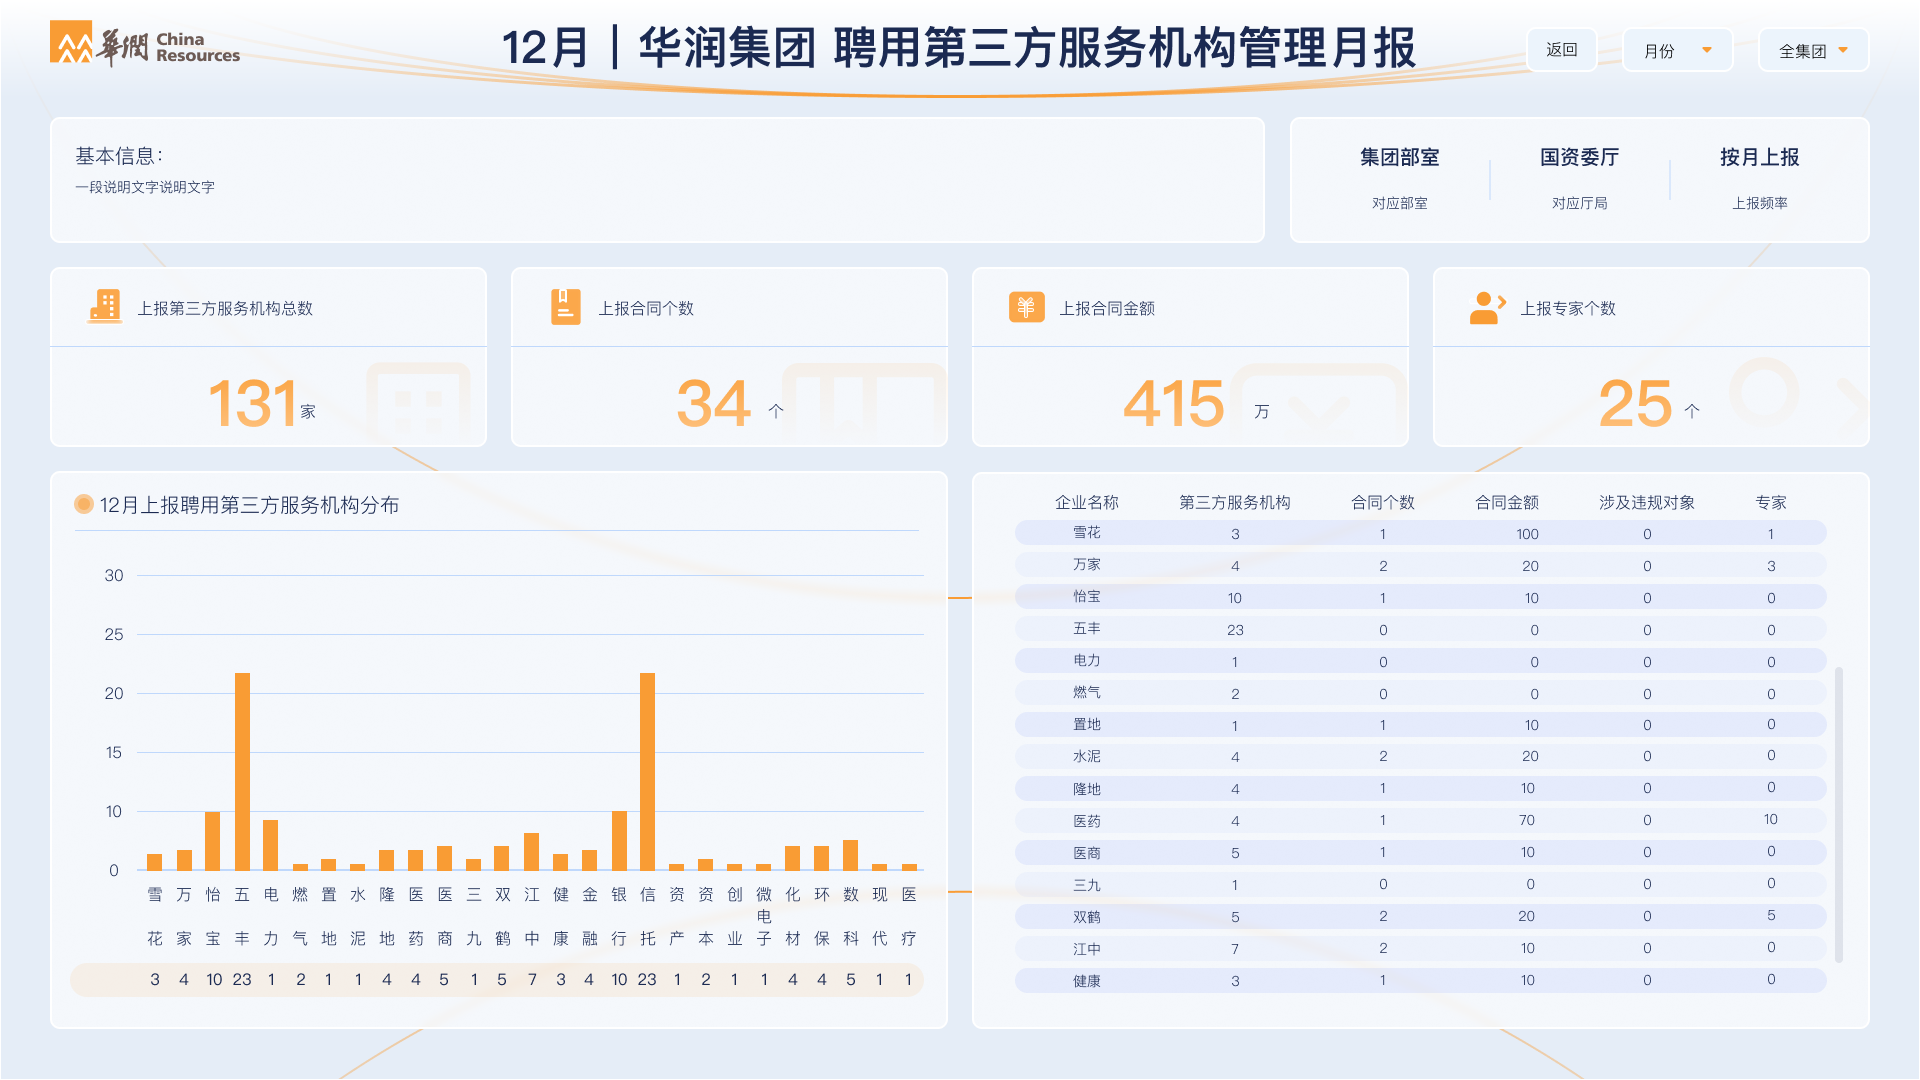 華潤 China Resources
12月｜华润集团 聘用第三方服务机构管理月报
返回
月份
全集团
基本信息：
一段说明文字说明文字
集团部室 国资委厅 按月上报
对应部室 对应厅局 上报频率
上报第三方服务机构总数
131家
上报合同个数
34 个
上报合同金额
415 万
上报专家个数
25 个
12月上报聘用第三方服务机构分布
30
25
20
15
10
0
雪花 万家 怡宝 五丰 电力 燃气 置地 水泥 隆地 医药 医商 三九 双鹤 江中 健康 金融 银行 信托 资产 资本 创业 微电子 化材 环保 数科 现代 医疗
3 4 10 23 1 2 1 1 4 4 5 1 5 7 3 4 10 23 1 2 1 1 4 4 5 1 1
企业名称 第三方服务机构 合同个数 合同金额 涉及违规对象 专家
雪花 3 1 100 0 1
万家 4 2 20 0 3
怡宝 10 1 10 0 0
五丰 23 0 0 0 0
电力 1 0 0 0 0
燃气 2 0 0 0 0
置地 1 1 10 0 0
水泥 4 2 20 0 0
隆地 4 1 10 0 0
医药 4 1 70 0 10
医商 5 1 10 0 0
三九 1 0 0 0 0
双鹤 5 2 20 0 5
江中 7 2 10 0 0
健康 3 1 10 0 0